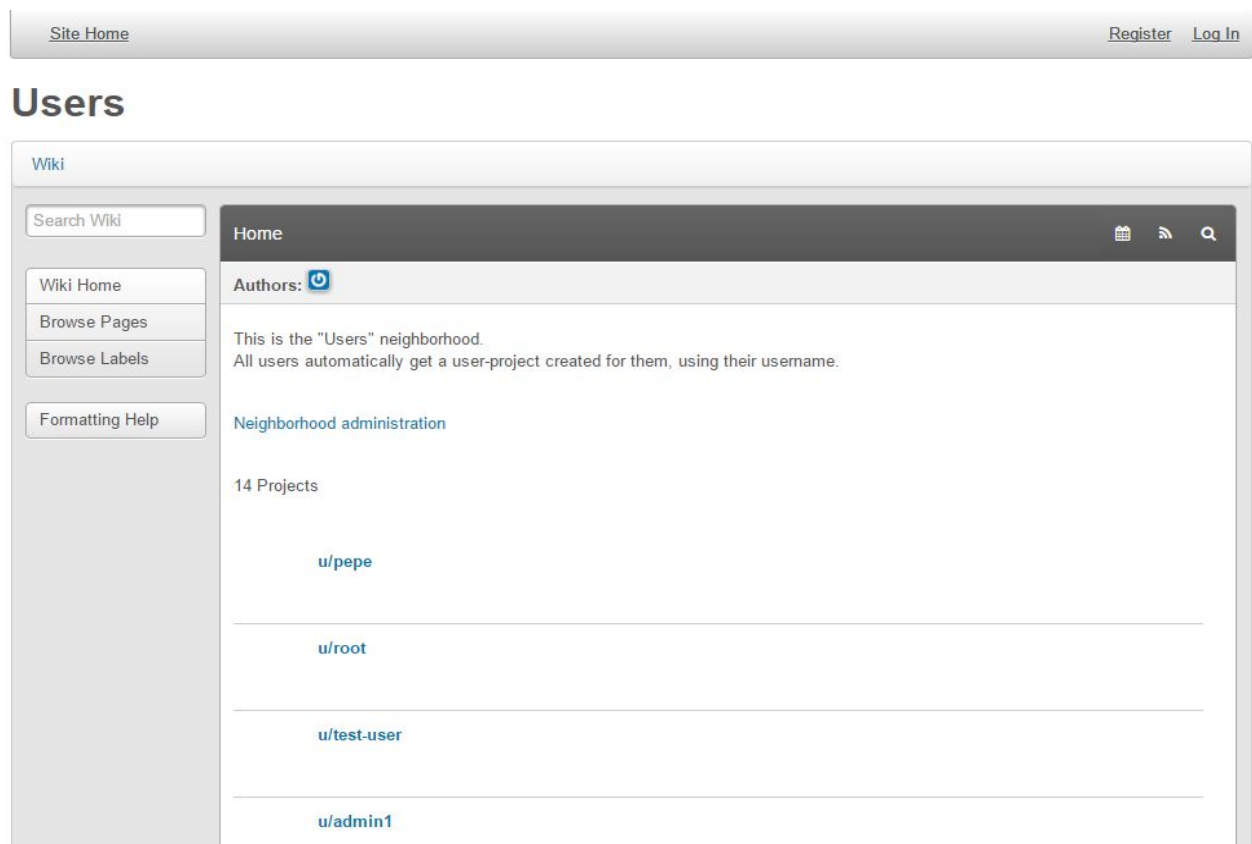 Site Home
Register Log In
Users
Wiki
Search Wiki
Wiki Home
Browse Pages
Browse Labels
Formatting Help
Home
Authors:
This is the "Users" neighborhood.
All users automatically get a user-project created for them, using their username.
Neighborhood administration
14 Projects
u/pepe
u/root
u/test-user
u/admin1